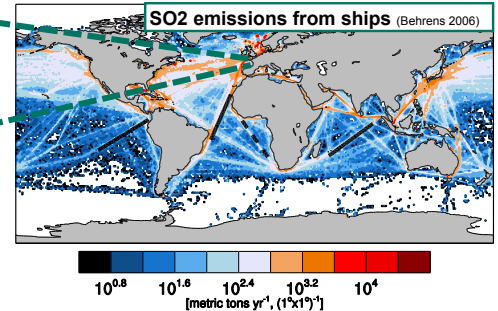 SO2 emissions from ships (Behrens 2006)
10^0.8 10^1.6 10^2.4 10^3.2 10^4
[metric tons yr^-1, (1°x1°)^-1]